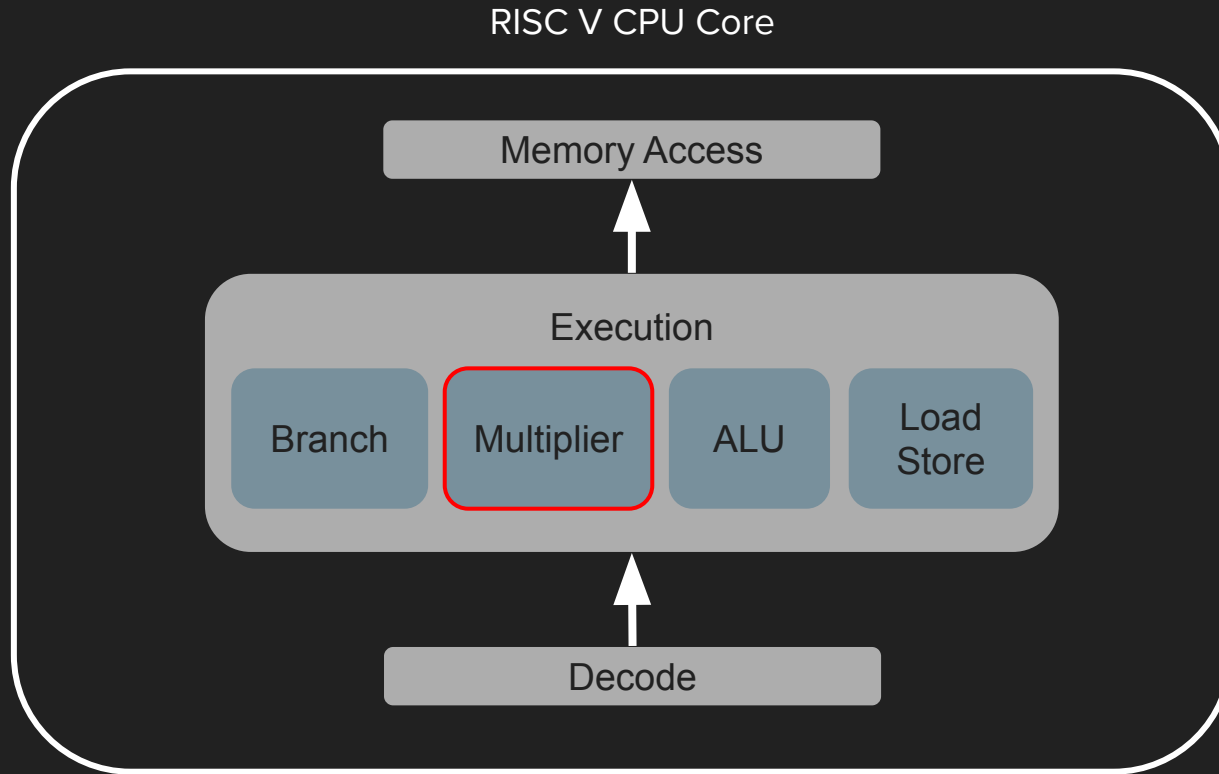 RISC V CPU Core
Memory Access
Execution
Branch
Multiplier
ALU
Load
Store
Decode